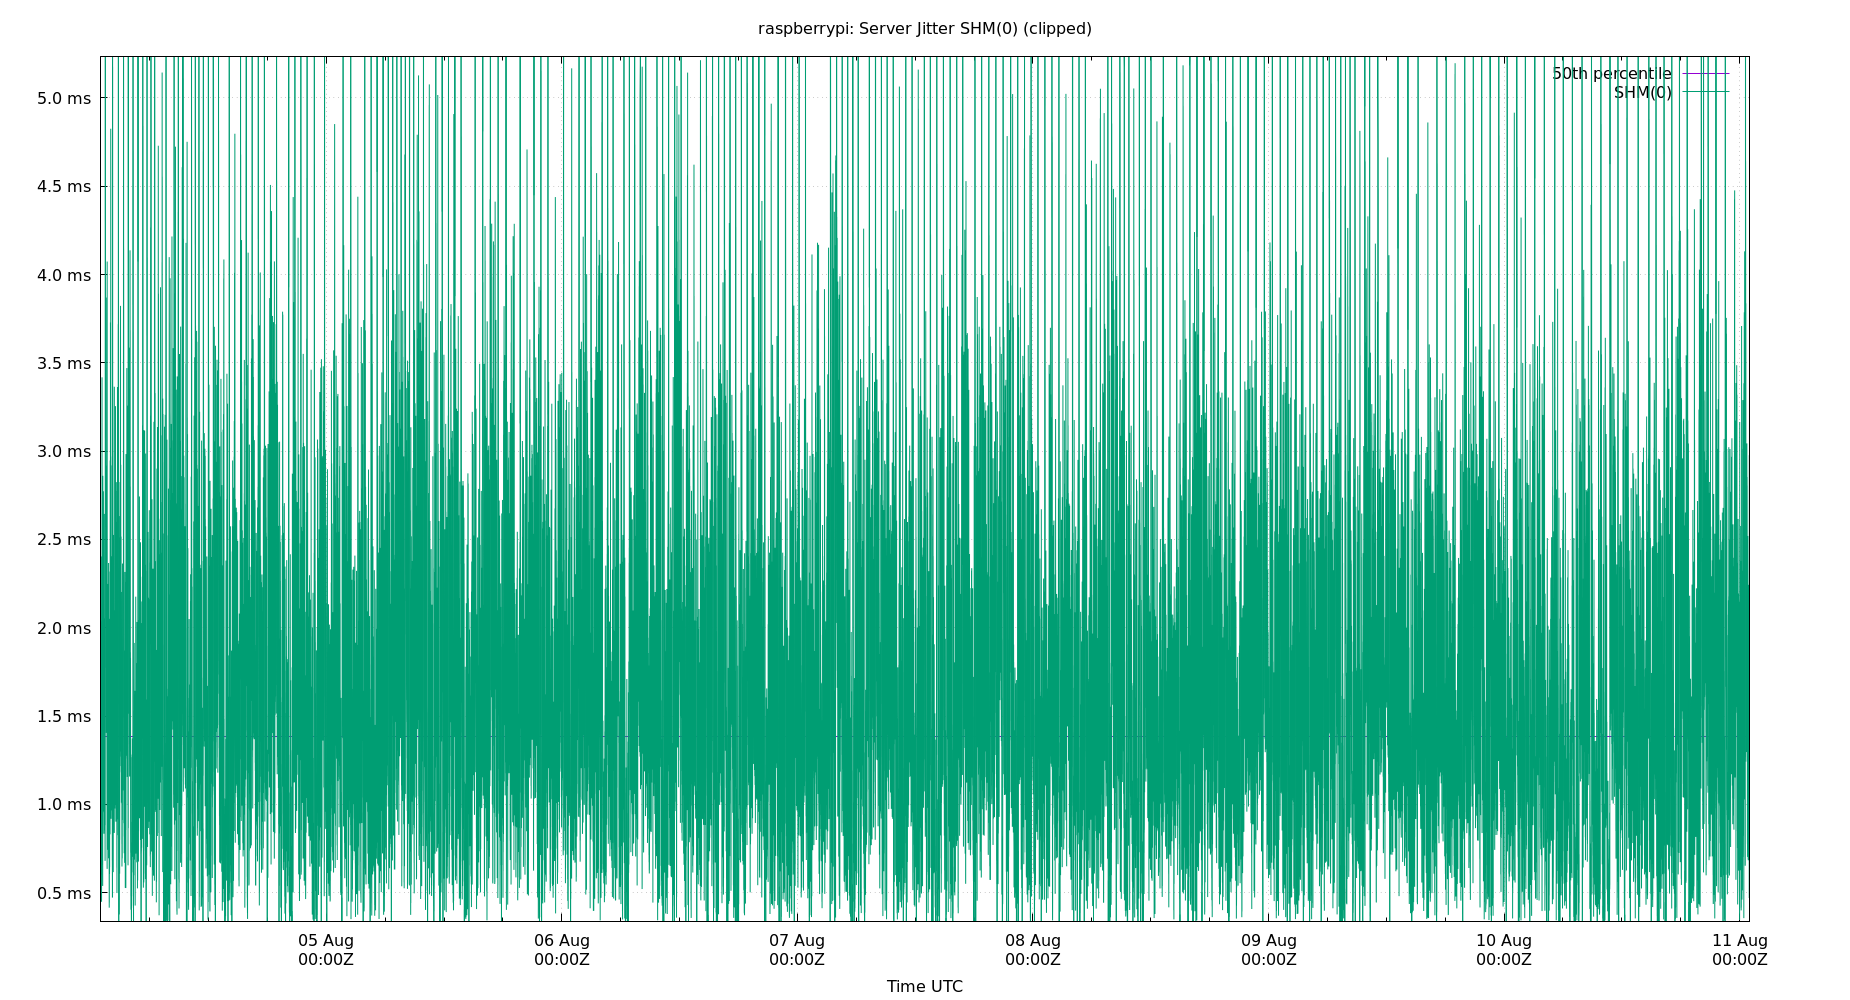 raspberrypi: Server Jitter SHM(0) (clipped)
50th percentile
SHM(0)
5.0 ms
4.5 ms
4.0 ms
3.5 ms
3.0 ms
2.5 ms
2.0 ms
1.5 ms
1.0 ms
0.5 ms
05 Aug 06 Aug 07 Aug 08 Aug 09 Aug 10 Aug 11 Aug
00:00Z 00:00Z 00:00Z 00:00Z 00:00Z 00:00Z 00:00Z
Time UTC